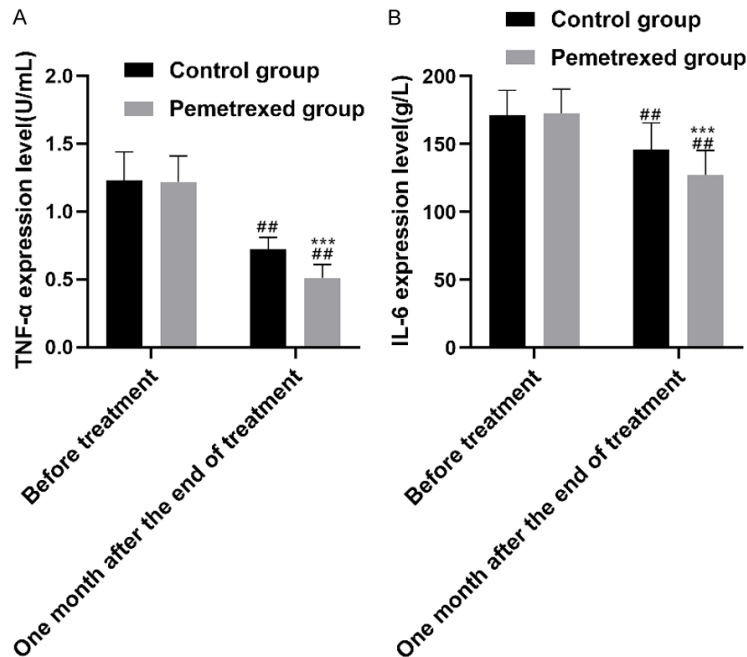 A
TNF-α expression level(U/mL)
2.0
1.5
1.0
0.5
0.0
Control group
Pemetrexed group
##
***
##
Before treatment
One month after the end of treatment
B
IL-6 expression level(g/L)
200
150
100
50
0
Control group
Pemetrexed group
##
***
##
Before treatment
One month after the end of treatment